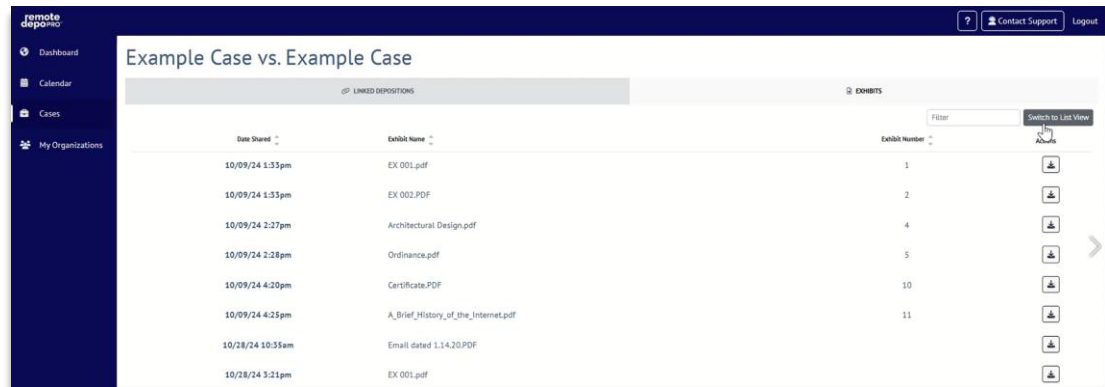 remote
depoPRO
? Contact Support Logout
Dashboard
Calendar
Cases
My Organizations
Example Case vs. Example Case
LINKED DEPOSITIONS EXHIBITS
Filter Switch to List View
Date Shared Exhibit Name Exhibit Number
10/09/24 1:33pm EX 001.pdf 1
10/09/24 1:33pm EX 002.PDF 2
10/09/24 2:27pm Architectural Design.pdf 4
10/09/24 2:28pm Ordinance.pdf 5
10/09/24 4:20pm Certificate.PDF 10
10/09/24 4:25pm A_Brief_History_of_the_Internet.pdf 11
10/28/24 10:35am Email dated 1.14.20.PDF
10/28/24 3:21pm EX 001.pdf